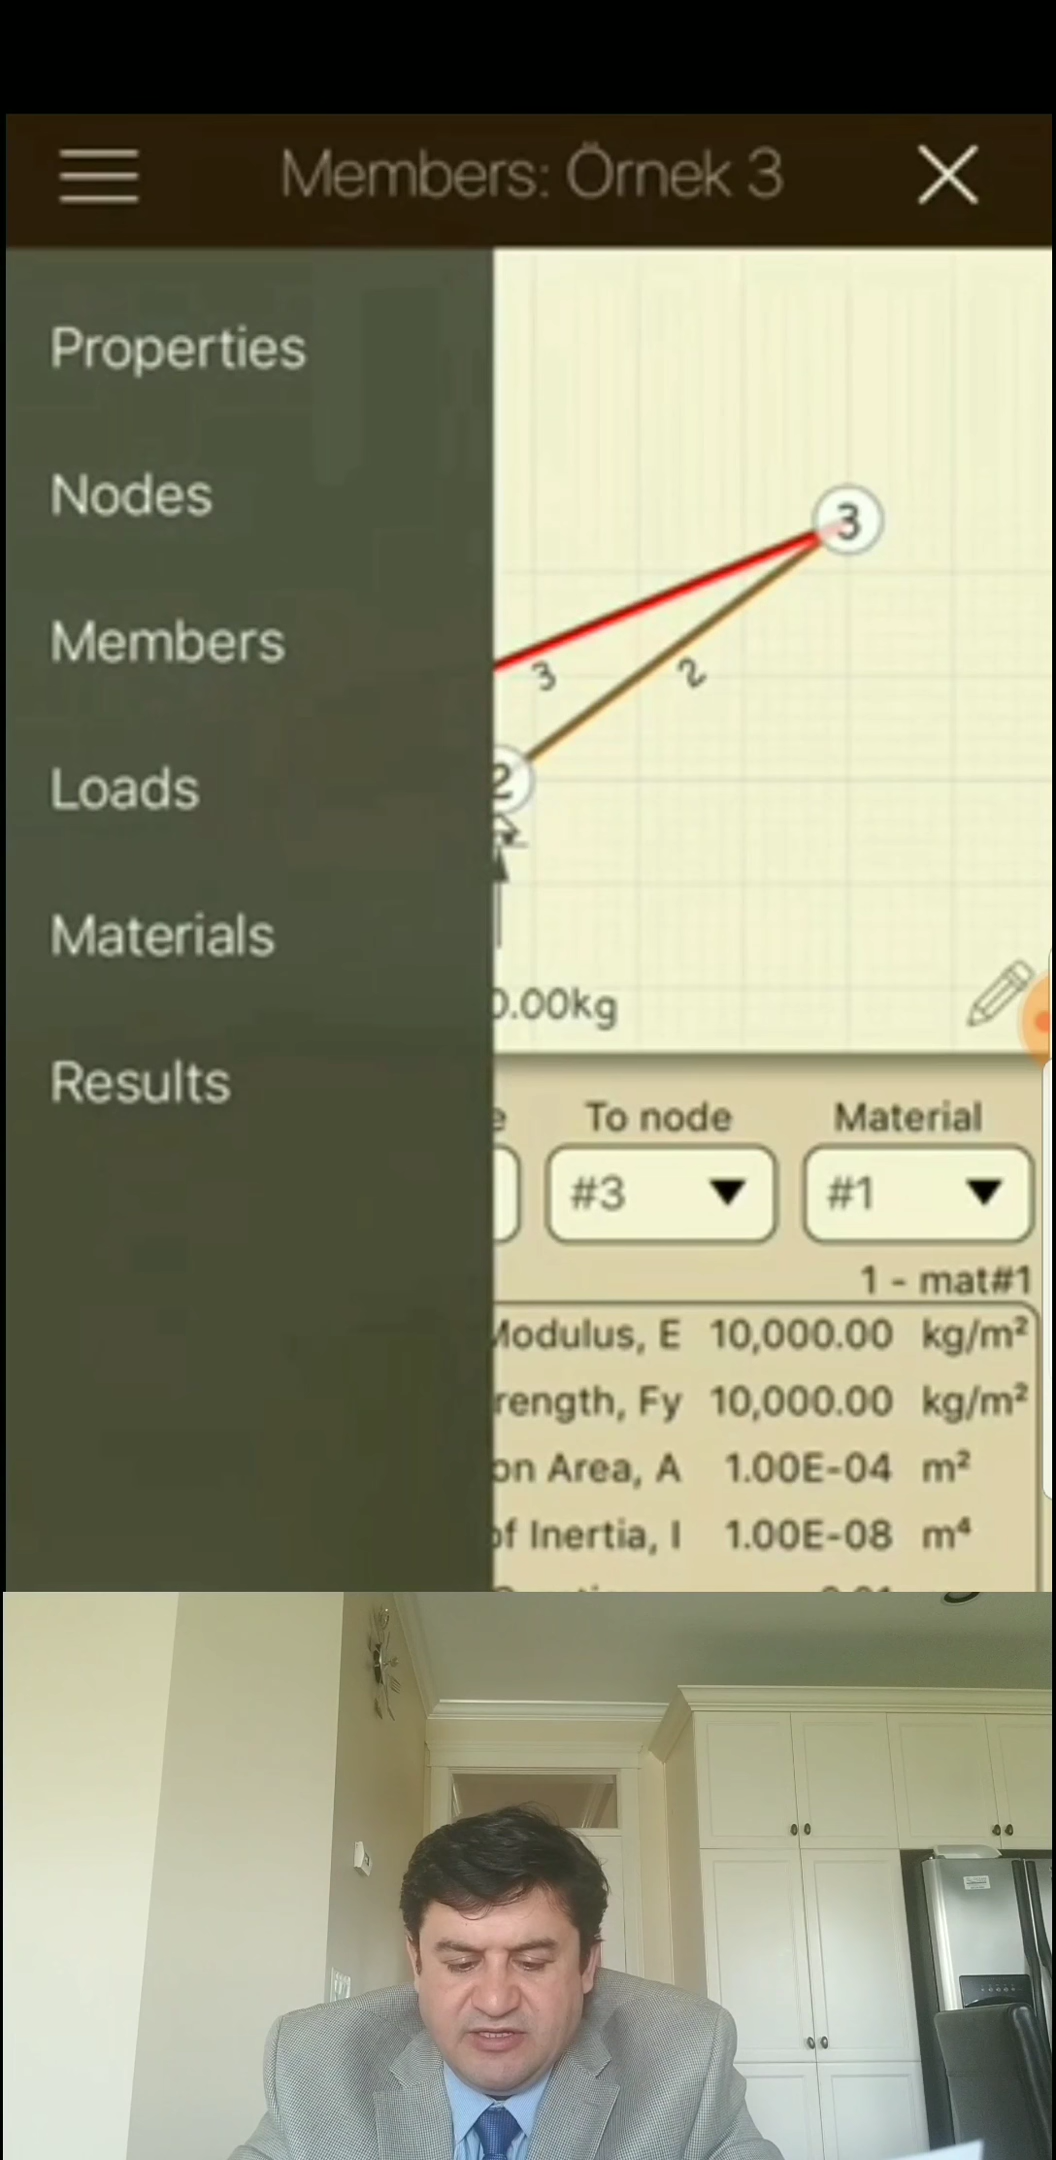 Members: Örnek 3
Properties
Nodes
Members
Loads
Materials
Results
3
3
2
2
0.00kg
To node
Material
#3
#1
1 - mat#1
Modulus, E 10,000.00 kg/m²
rength, Fy 10,000.00 kg/m²
on Area, A 1.00E-04 m²
of Inertia, I 1.00E-08 m⁴